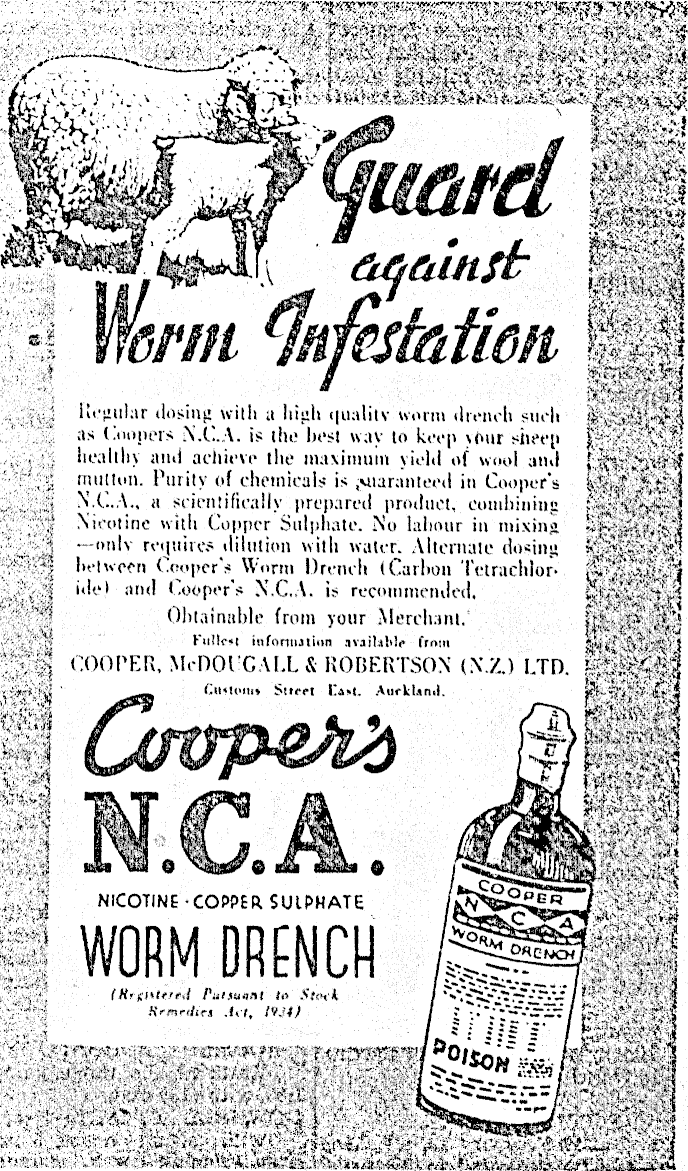 Guard
against
Worm Infestation
Regular dosing with a high quality worm drench such
as Coopers N.C.A. is the best way to keep your sheep
healthy and achieve the maximum yield of wool and
mutton. Purity of chemicals is guaranteed in Cooper's
N.C.A., a scientifically prepared product, combining
Nicotine with Copper Sulphate. No labour in mixing
—only requires dilution with water. Alternate dosing
between Cooper's Worm Drench (Carbon Tetrachlor-
ide) and Cooper's N.C.A. is recommended.
Obtainable from your Merchant.
Fullest information available from
COOPER, McDOUGALL & ROBERTSON (N.Z.) LTD.
Customs Street East, Auckland.
Cooper's
N.C.A.
NICOTINE - COPPER SULPHATE
WORM DRENCH
(Registered Pursuant to Stock
Remedies Act, 1934)
COOPER
N C A
WORM DRENCH
POISON